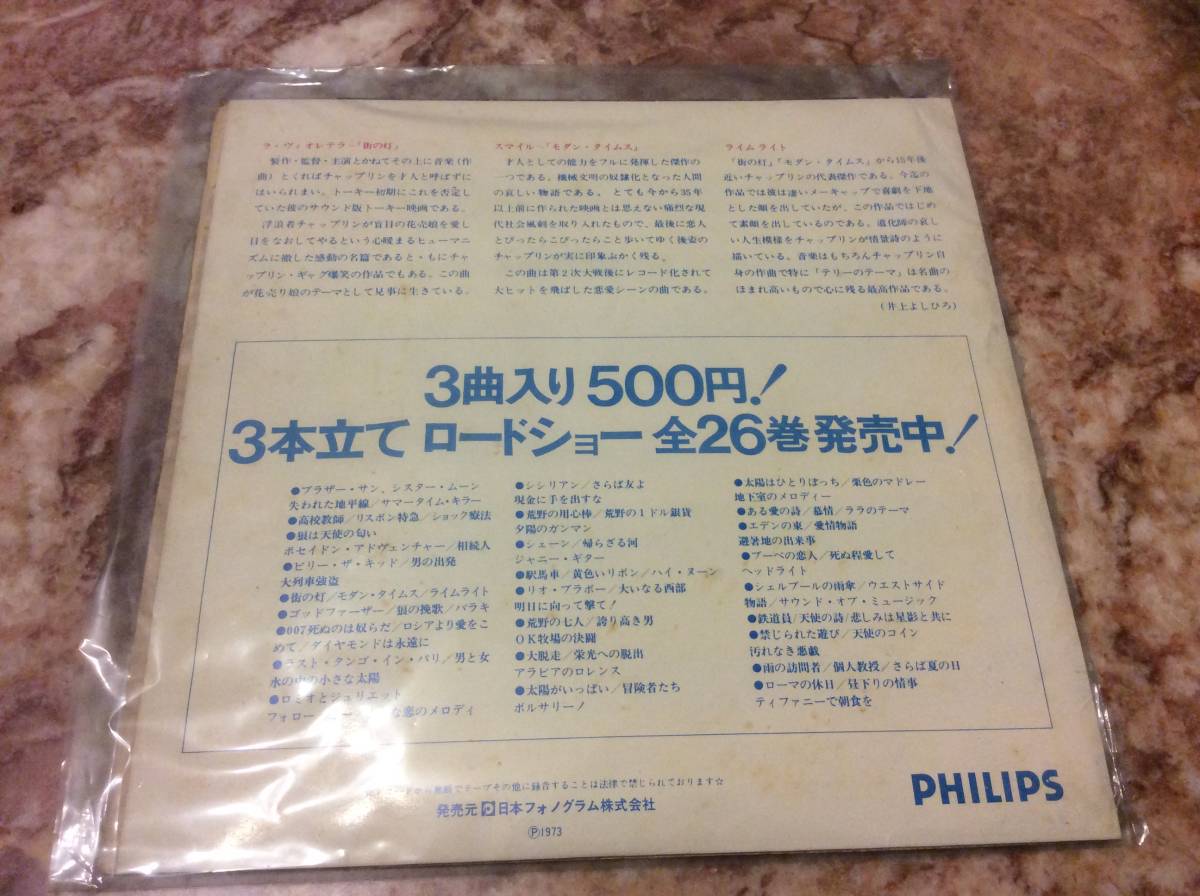 ラ・ヴィオレテラー「街の灯」
製作・監督・主演とかねてその上に音楽(作
曲)とくればチャップリンを才人と呼ばずに
はいられまい。トーキー初期にこれを否定し
ていた彼のサウンド版トーキー映画である。
浮浪者チャップリンが盲目の花売娘を愛し
目をなおしてやるという心暖まるヒューマニ
ズムに徹した感動の名篇であると・もにチャ
ップリン・ギャグ爆笑の作品でもある。この曲
が花売り娘のテーマとして見事に生きている。
スマイルー「モダン・タイムス」
才人としての能力をフルに発揮した傑作の
一つである。機械文明の奴隷化となった人間
の哀しい物語である。とても今から35年
以上前に作られた映画とは思えない痛烈な現
代社会風刺を取り入れたもので、最後に恋人
とぴったらこぴったらこと歩いてゆく後姿の
チャップリンが実に印象ぶかく残る。
この曲は第2次大戦後にレコード化されて
大ヒットを飛ばした恋愛シーンの曲である。
ライムライト
「街の灯」「モダン・タイムス」から15年後
近いチャップリンの代表傑作である。今迄の
作品では彼は凄いメーキャップで喜劇を下地
とした顔を出していたが、この作品ではじめ
て素顔を出しているのである。道化師の哀し
い人生模様をチャップリンが情景詩のように
描いている。音楽はもちろんチャップリン自
身の作曲で特に「テリーのテーマ」は名曲の
ほまれ高いもので心に残る最高作品である。
(井上よしひろ)
3曲入り 500円!
3本立て ロードショー 全26巻 発売中!
●ブラザー・サン、シスター・ムーン
失われた地平線/サマータイム・キラー
●高校教師/リスボン特急/ショック療法
●狼は天使の匂い
ポセイドン・アドヴェンチャー/相続人
●ビリー・ザ・キッド/男の出発
大列車強盗
●街の灯/モダン・タイムス/ライムライト
●ゴッドファーザー/狼の挽歌/バラキ
●007死ぬのは奴らだ/ロシアより愛をこ
めて/ダイヤモンドは永遠に
●ラスト・タンゴ・イン・パリ/男と女
水の中の小さな太陽
●ロミオとジュリエット
フォロー・ な恋のメロディ
●シシリアン/さらば友よ
現金に手を出すな
●荒野の用心棒/荒野の1ドル銀貨
夕陽のガンマン
●シェーン/帰らざる河
ジャニー・ギター
●駅馬車/黄色いリボン/ハイ・ヌーン
●リオ・ブラボー/大いなる西部
明日に向って撃て!
●荒野の七人/誇り高き男
OK牧場の決闘
●大脱走/栄光への脱出
アラビアのロレンス
●太陽がいっぱい/冒険者たち
ボルサリーノ
●太陽はひとりぼっち/栗色のマドレー
地下室のメロディー
●ある愛の詩/慕情/ララのテーマ
●エデンの東/愛情物語
避暑地の出来事
●ブーベの恋人/死ぬ程愛して
ヘッドライト
●シェルブールの雨傘/ウエストサイド
物語/サウンド・オブ・ミュージック
●鉄道員/天使の詩/悲しみは星影と共に
●禁じられた遊び/天使のコイン
汚れなき悪戯
●雨の訪問者/個人教授/さらば夏の日
●ローマの休日/昼下りの情事
ティファニーで朝食を
から無断でテープその他に録音することは法律で禁じられております☆
発売元 日本フォノグラム株式会社
Ⓟ1973
PHILIPS